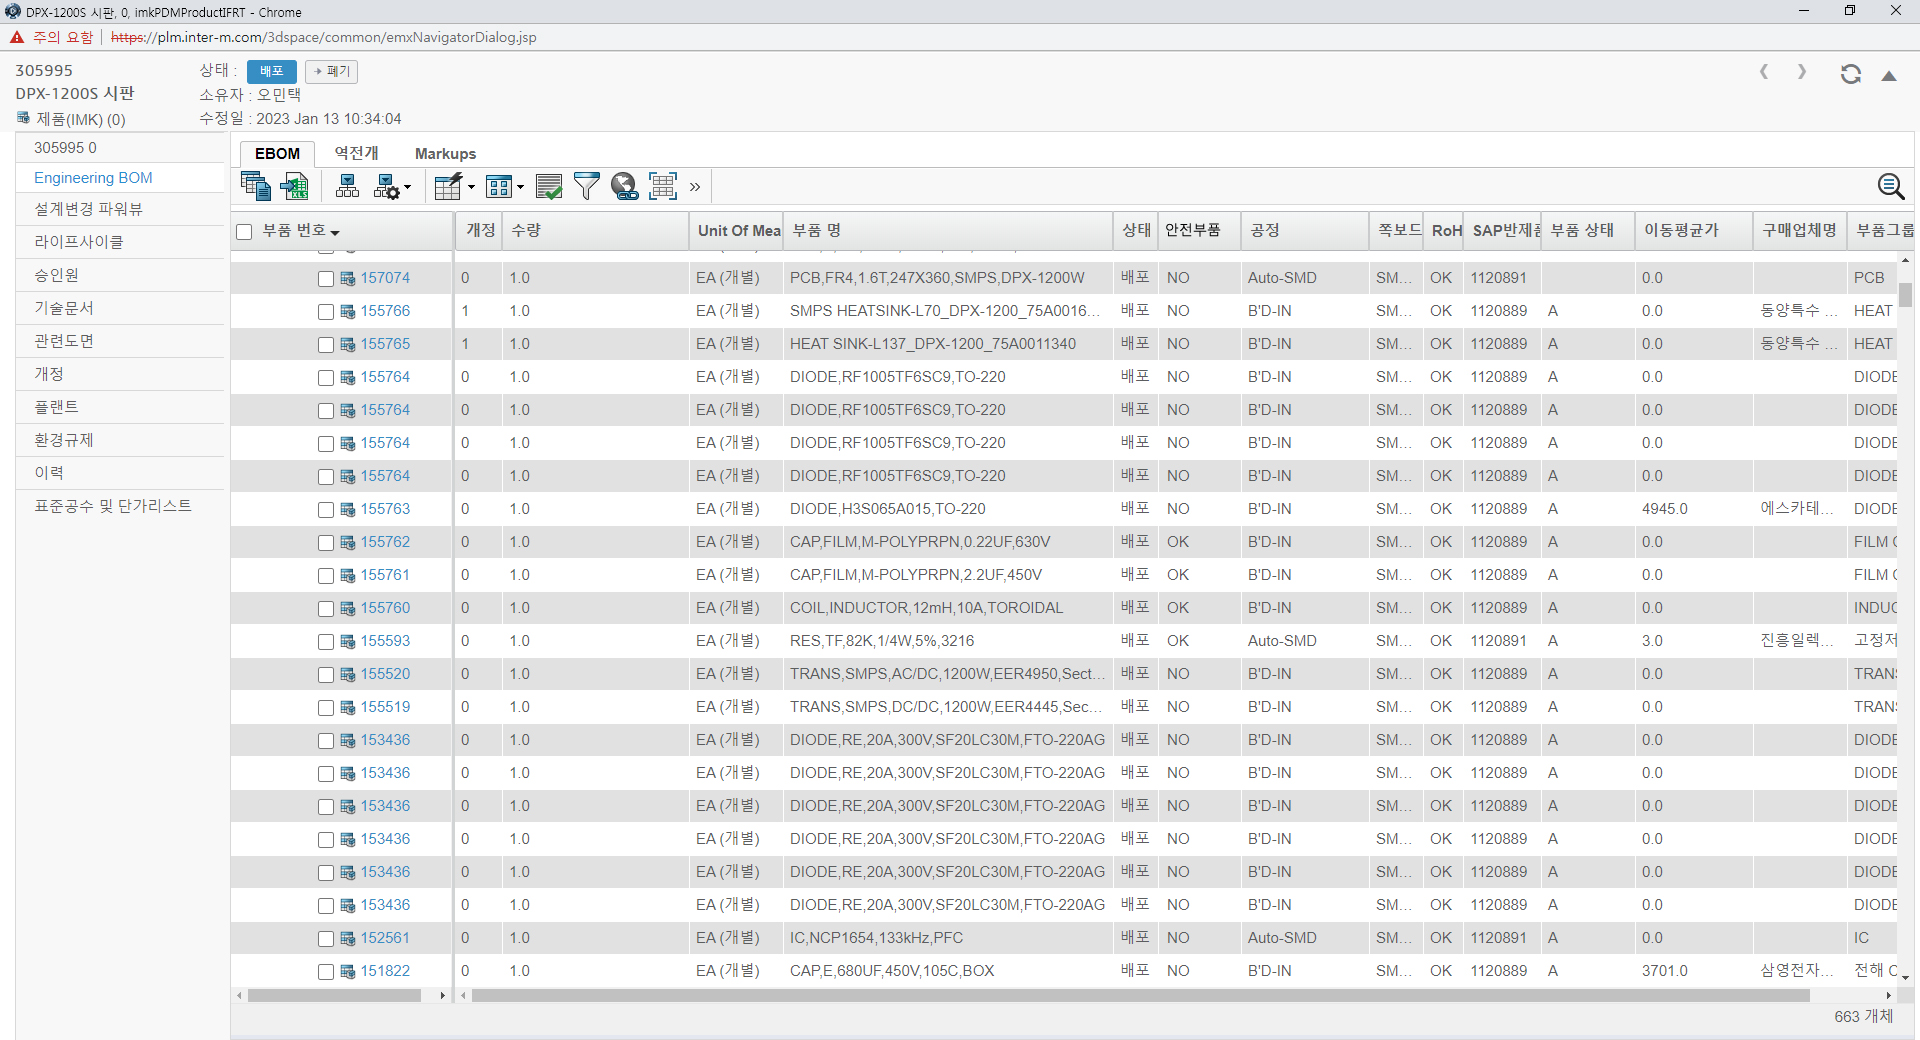 DPX-1200S 시판, 0, imkPDMProductIFRT - Chrome
주의 요함 | https://plm.inter-m.com/3dspace/common/emxNavigatorDialog.jsp
305995 상태 : 배포 폐기
DPX-1200S 시판 소유자 : 오민택
제품(IMK) (0) 수정일 : 2023 Jan 13 10:34:04
305995 0
Engineering BOM
설계변경 파워뷰
라이프사이클
승인원
기술문서
관련도면
개정
플랜트
환경규제
이력
표준공수 및 단가리스트
EBOM 역전개 Markups
XLS »
부품 번호 개정 수량 Unit Of Mea 부품 명 상태 안전부품 공정 쪽보드 RoH SAP반제품 부품 상태 이동평균가 구매업체명 부품그룹
157074 0 1.0 EA (개별) PCB,FR4,1.6T,247X360,SMPS,DPX-1200W 배포 NO Auto-SMD SM... OK 1120891 0.0 PCB
155766 1 1.0 EA (개별) SMPS HEATSINK-L70_DPX-1200_75A0016... 배포 NO B'D-IN SM... OK 1120889 A 0.0 동양특수 ... HEAT
155765 1 1.0 EA (개별) HEAT SINK-L137_DPX-1200_75A0011340 배포 NO B'D-IN SM... OK 1120889 A 0.0 동양특수 ... HEAT
155764 0 1.0 EA (개별) DIODE,RF1005TF6SC9,TO-220 배포 NO B'D-IN SM... OK 1120889 A 0.0 DIODE
155764 0 1.0 EA (개별) DIODE,RF1005TF6SC9,TO-220 배포 NO B'D-IN SM... OK 1120889 A 0.0 DIODE
155764 0 1.0 EA (개별) DIODE,RF1005TF6SC9,TO-220 배포 NO B'D-IN SM... OK 1120889 A 0.0 DIODE
155764 0 1.0 EA (개별) DIODE,RF1005TF6SC9,TO-220 배포 NO B'D-IN SM... OK 1120889 A 0.0 DIODE
155763 0 1.0 EA (개별) DIODE,H3S065A015,TO-220 배포 NO B'D-IN SM... OK 1120889 A 4945.0 에스카테... DIODE
155762 0 1.0 EA (개별) CAP,FILM,M-POLYPRPN,0.22UF,630V 배포 OK B'D-IN SM... OK 1120889 A 0.0 FILM C
155761 0 1.0 EA (개별) CAP,FILM,M-POLYPRPN,2.2UF,450V 배포 OK B'D-IN SM... OK 1120889 A 0.0 FILM C
155760 0 1.0 EA (개별) COIL,INDUCTOR,12mH,10A,TOROIDAL 배포 OK B'D-IN SM... OK 1120889 A 0.0 INDUC
155593 0 1.0 EA (개별) RES,TF,82K,1/4W,5%,3216 배포 OK Auto-SMD SM... OK 1120891 A 3.0 진흥일렉... 고정저
155520 0 1.0 EA (개별) TRANS,SMPS,AC/DC,1200W,EER4950,Sect... 배포 NO B'D-IN SM... OK 1120889 A 0.0 TRANS
155519 0 1.0 EA (개별) TRANS,SMPS,DC/DC,1200W,EER4445,Sec... 배포 NO B'D-IN SM... OK 1120889 A 0.0 TRANS
153436 0 1.0 EA (개별) DIODE,RE,20A,300V,SF20LC30M,FTO-220AG 배포 NO B'D-IN SM... OK 1120889 A 0.0 DIODE
153436 0 1.0 EA (개별) DIODE,RE,20A,300V,SF20LC30M,FTO-220AG 배포 NO B'D-IN SM... OK 1120889 A 0.0 DIODE
153436 0 1.0 EA (개별) DIODE,RE,20A,300V,SF20LC30M,FTO-220AG 배포 NO B'D-IN SM... OK 1120889 A 0.0 DIODE
153436 0 1.0 EA (개별) DIODE,RE,20A,300V,SF20LC30M,FTO-220AG 배포 NO B'D-IN SM... OK 1120889 A 0.0 DIODE
153436 0 1.0 EA (개별) DIODE,RE,20A,300V,SF20LC30M,FTO-220AG 배포 NO B'D-IN SM... OK 1120889 A 0.0 DIODE
153436 0 1.0 EA (개별) DIODE,RE,20A,300V,SF20LC30M,FTO-220AG 배포 NO B'D-IN SM... OK 1120889 A 0.0 DIODE
152561 0 1.0 EA (개별) IC,NCP1654,133kHz,PFC 배포 NO Auto-SMD SM... OK 1120891 A 0.0 IC
151822 0 1.0 EA (개별) CAP,E,680UF,450V,105C,BOX 배포 NO B'D-IN SM... OK 1120889 A 3701.0 삼영전자... 전해 C
663 개체